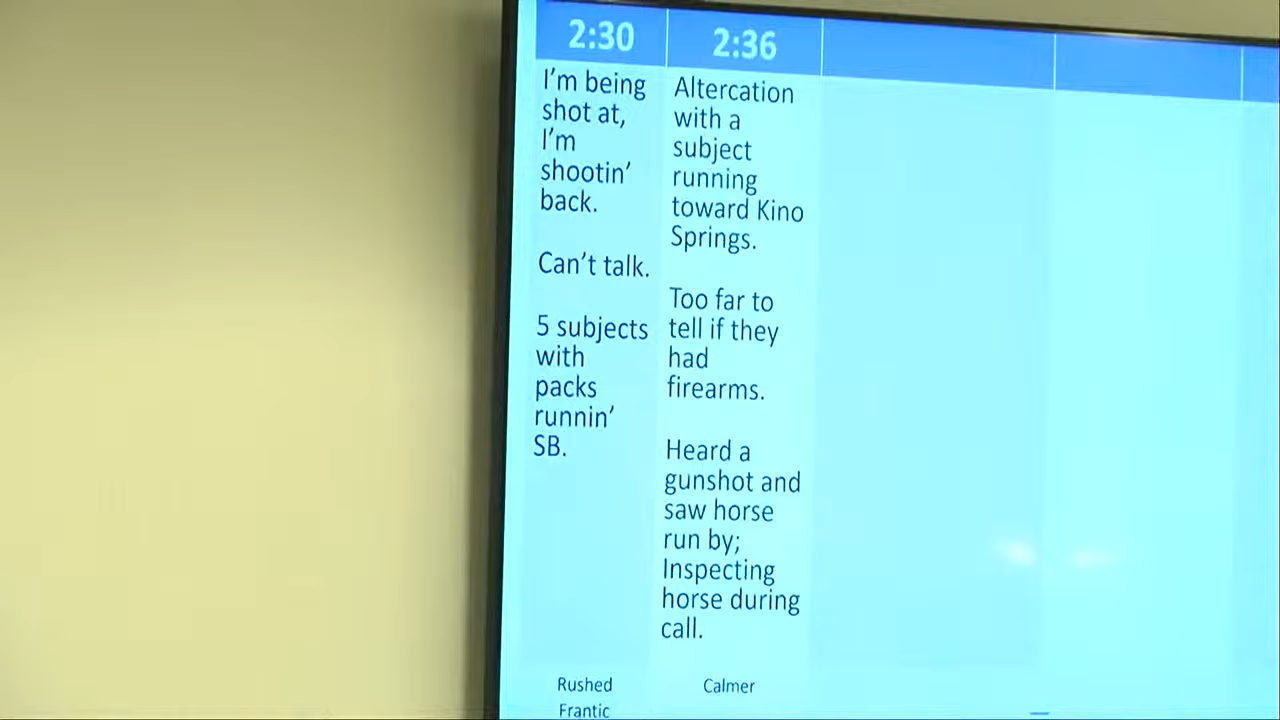 2:30
I'm being
shot at,
I'm
shootin'
back.
Can't talk.
5 subjects
with
packs
runnin'
SB.
Rushed
Frantic
2:36
Altercation
with a
subject
running
toward Kino
Springs.
Too far to
tell if they
had
firearms.
Heard a
gunshot and
saw horse
run by;
Inspecting
horse during
call.
Calmer